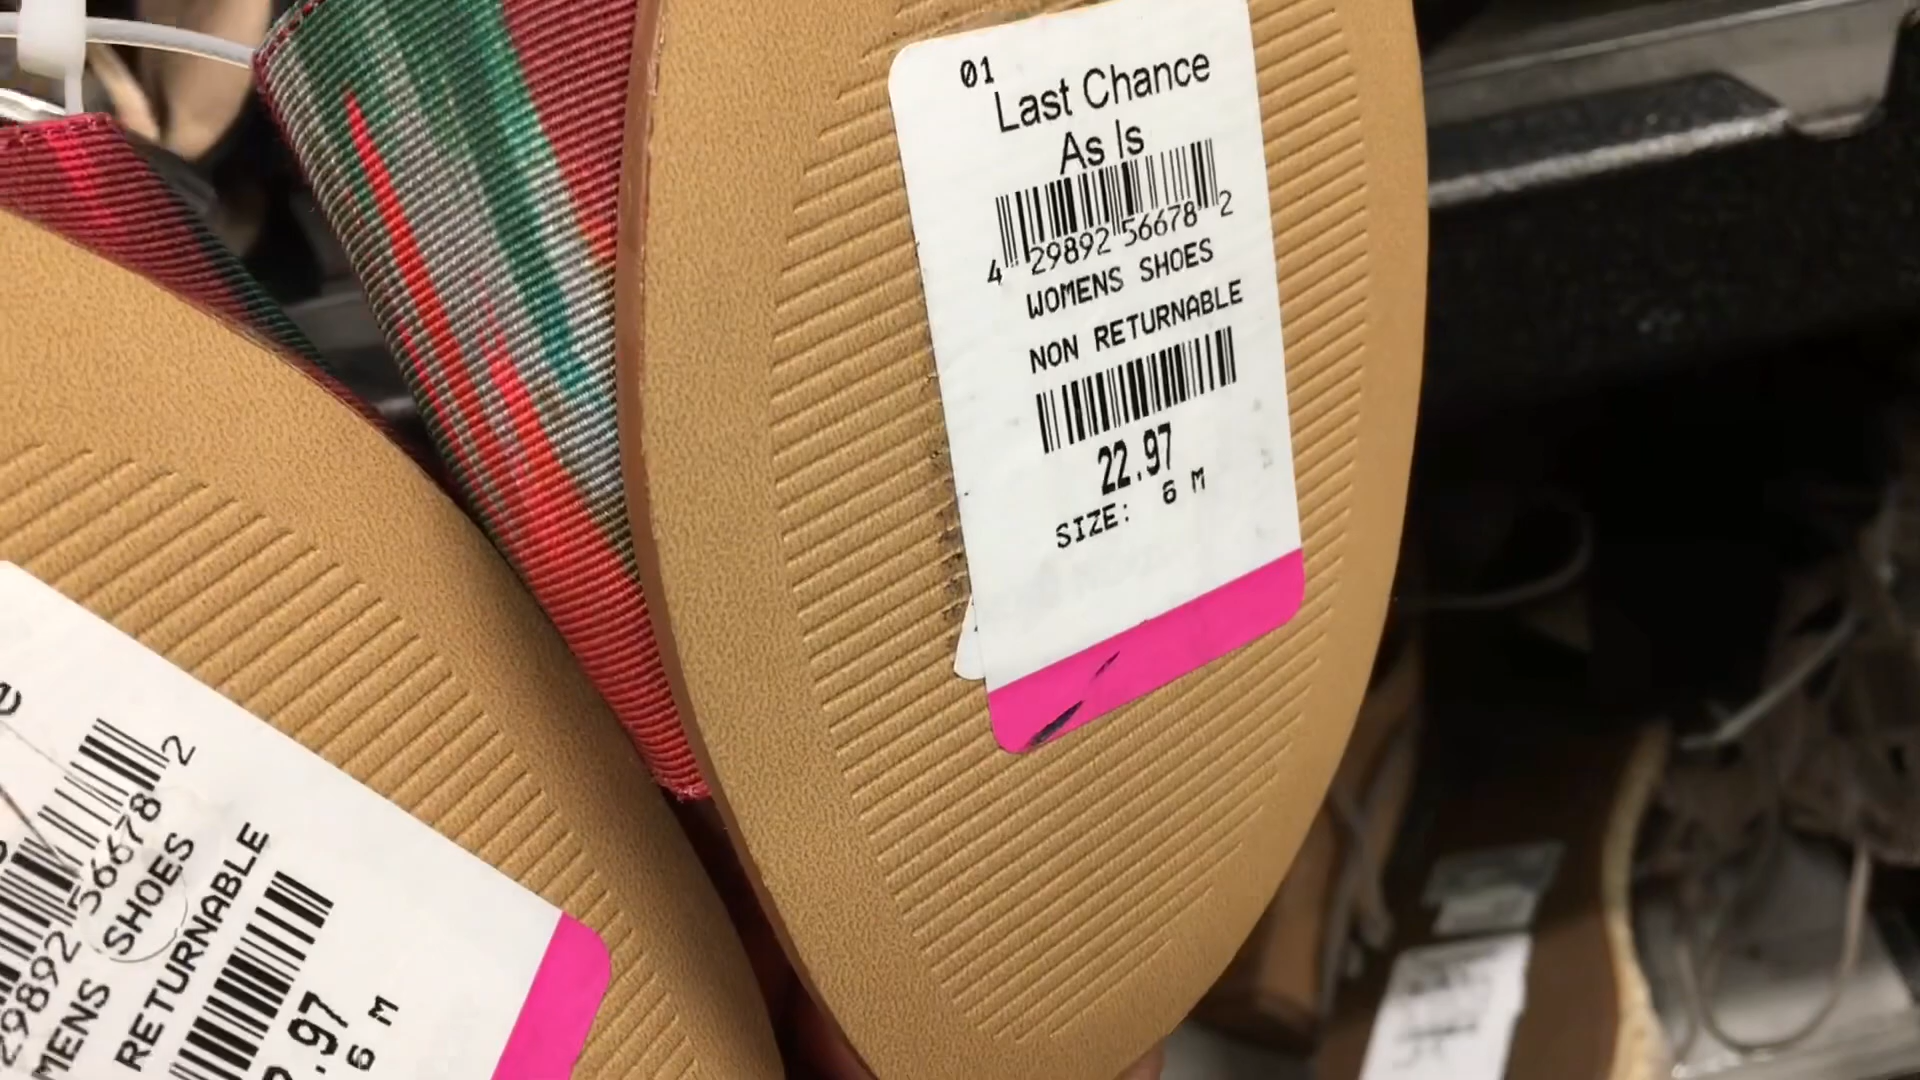 01
Last Chance
As Is
4 29892 56678 2
WOMENS SHOES
NON RETURNABLE
22.97
SIZE: 6 M
e
29892 56678 2
MENS SHOES
RETURNABLE
.97
6 M